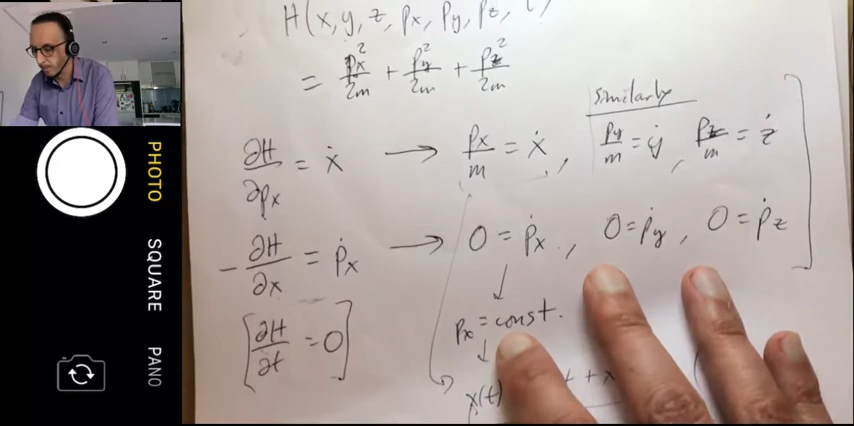 H(x, y, z, px, py, pz, t)
= px²/2m + py²/2m + pz²/2m
similarly
∂H/∂px = ẋ → px/m = ẋ, py/m = ẏ, pz/m = ż
-∂H/∂x = ṗx → 0 = ṗx, 0 = ṗy, 0 = ṗz
[∂H/∂t = 0]
px = const.
x(t)
PHOTO
SQUARE
PANO